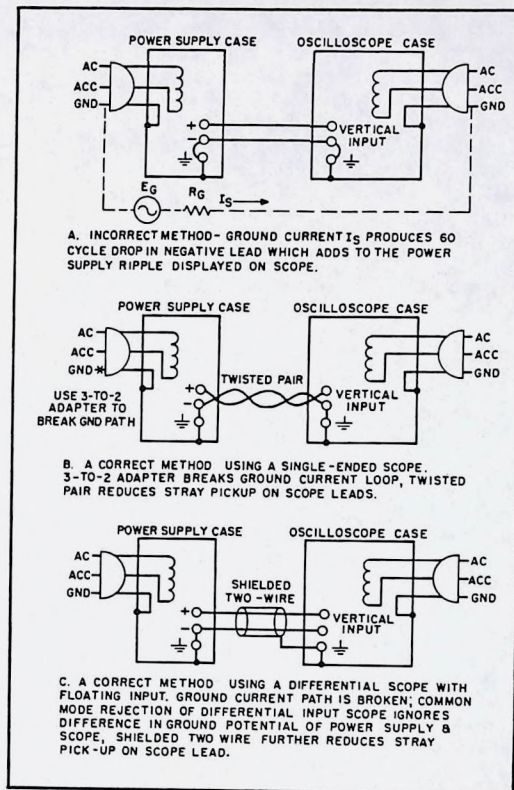 POWER SUPPLY CASE
OSCILLOSCOPE CASE
AC
ACC
GND
+
-
VERTICAL
INPUT
AC
ACC
GND
EG
RG
IS
A. INCORRECT METHOD- GROUND CURRENT IS PRODUCES 60
CYCLE DROP IN NEGATIVE LEAD WHICH ADDS TO THE POWER
SUPPLY RIPPLE DISPLAYED ON SCOPE.
POWER SUPPLY CASE
OSCILLOSCOPE CASE
AC
ACC
GND*
USE 3-TO-2
ADAPTER TO
BREAK GND PATH
+
-
TWISTED PAIR
VERTICAL
INPUT
AC
ACC
GND
B. A CORRECT METHOD USING A SINGLE-ENDED SCOPE.
3-TO-2 ADAPTER BREAKS GROUND CURRENT LOOP, TWISTED
PAIR REDUCES STRAY PICKUP ON SCOPE LEADS.
POWER SUPPLY CASE
OSCILLOSCOPE CASE
AC
ACC
GND
+
-
SHIELDED
TWO-WIRE
VERTICAL
INPUT
AC
ACC
GND
C. A CORRECT METHOD USING A DIFFERENTIAL SCOPE WITH
FLOATING INPUT. GROUND CURRENT PATH IS BROKEN; COMMON
MODE REJECTION OF DIFFERENTIAL INPUT SCOPE IGNORES
DIFFERENCE IN GROUND POTENTIAL OF POWER SUPPLY &
SCOPE, SHIELDED TWO WIRE FURTHER REDUCES STRAY
PICK-UP ON SCOPE LEAD.